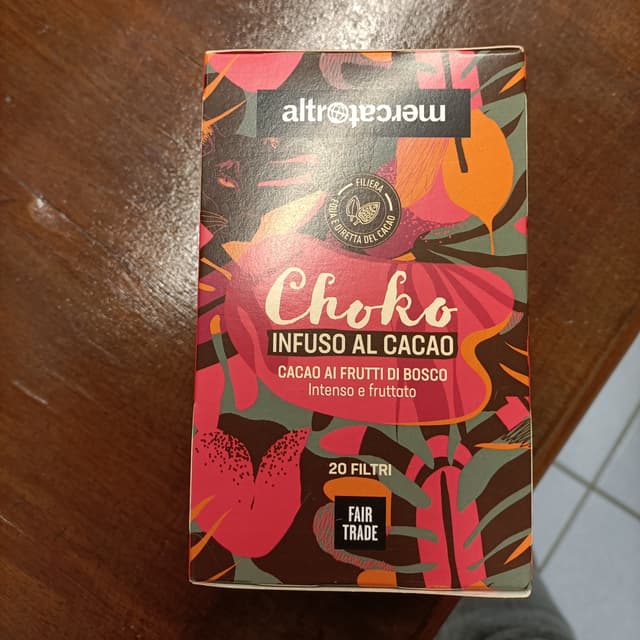 altromercato
FILIERA
EQUA E DIRETTA DEL CACAO
Choko
INFUSO AL CACAO
CACAO AI FRUTTI DI BOSCO
Intenso e fruttato
20 FILTRI
FAIR
TRADE